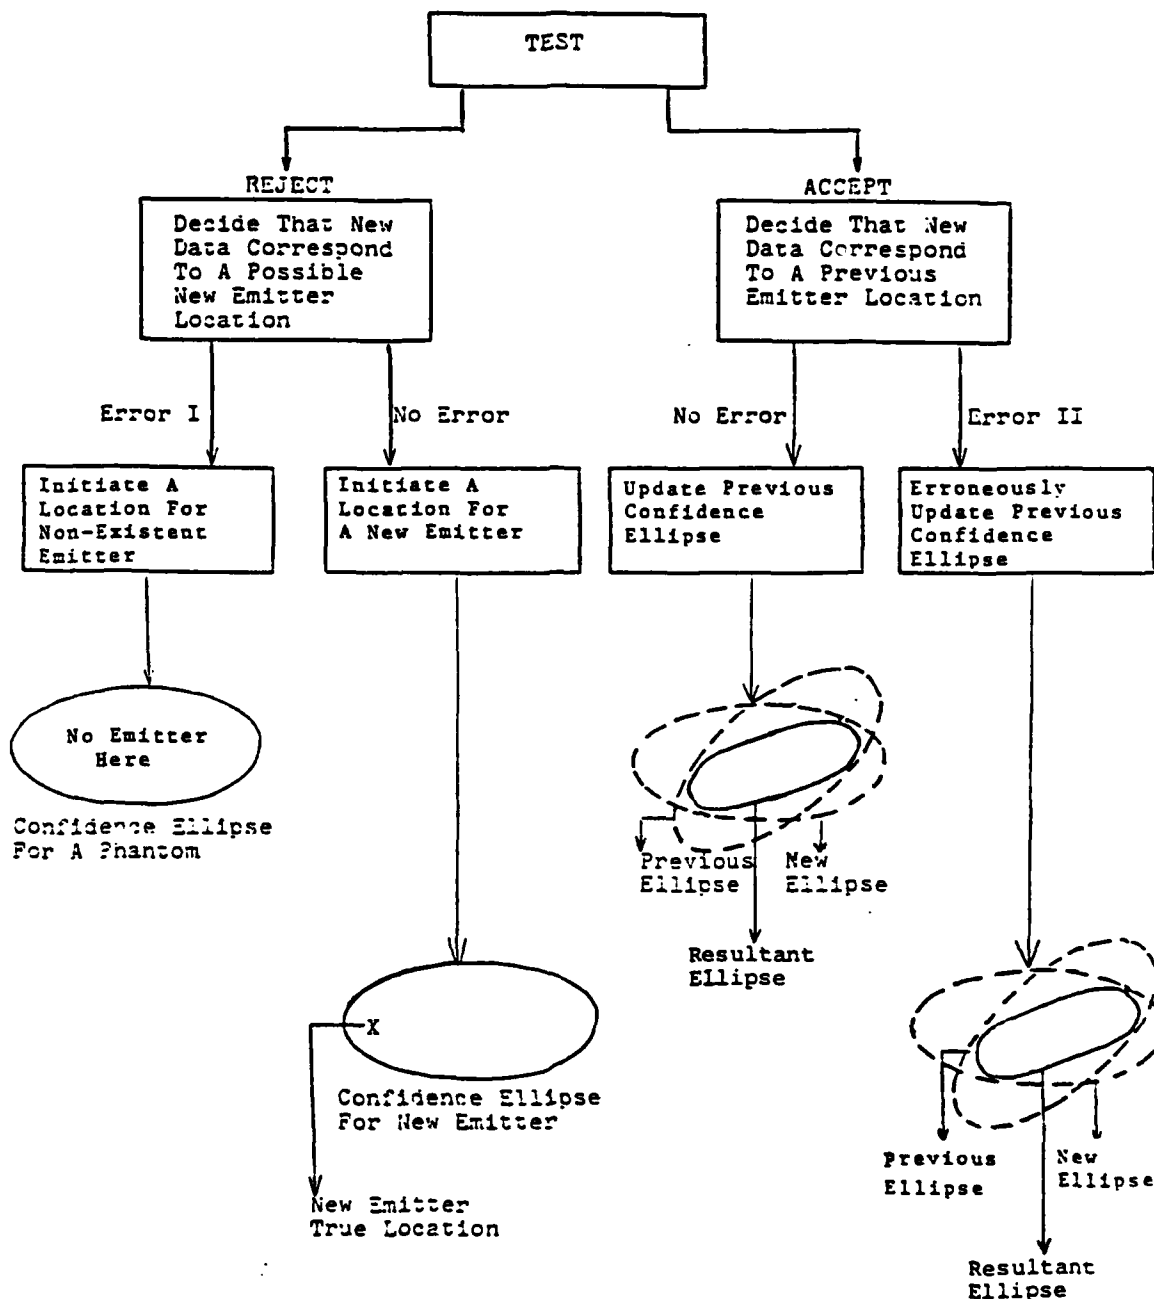 TEST
REJECT
Decide That New
Data Correspond
To A Possible
New Emitter
Location
ACCEPT
Decide That New
Data Correspond
To A Previous
Emitter Location
Error I
No Error
No Error
Error II
Initiate A
Location For
Non-Existent
Emitter
Initiate A
Location For
A New Emitter
Update Previous
Confidence
Ellipse
Erroneously
Update Previous
Confidence
Ellipse
No Emitter
Here
Confidence Ellipse
For A Phantom
Previous
Ellipse
New
Ellipse
Resultant
Ellipse
X
Confidence Ellipse
For New Emitter
New Emitter
True Location
Previous
Ellipse
New
Ellipse
Resultant
Ellipse